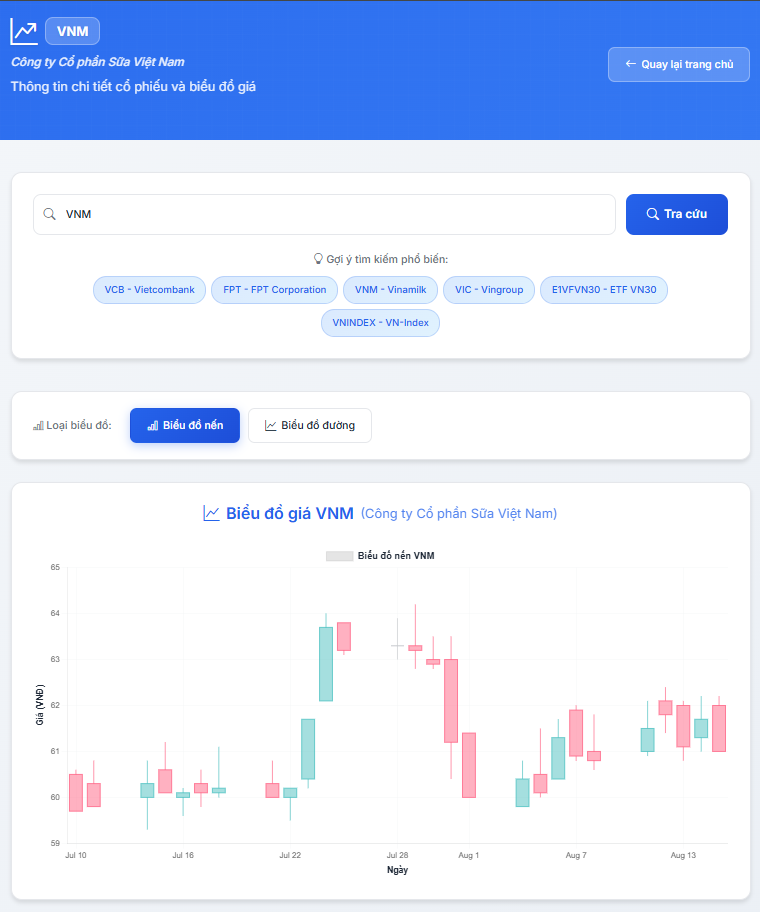 VNM
Công ty Cổ phần Sữa Việt Nam
Thông tin chi tiết cổ phiếu và biểu đồ giá
← Quay lại trang chủ
VNM
Tra cứu
Gợi ý tìm kiếm phổ biến:
VCB - Vietcombank
FPT - FPT Corporation
VNM - Vinamilk
VIC - Vingroup
E1VFVN30 - ETF VN30
VNINDEX - VN-Index
Loại biểu đồ:
Biểu đồ nến
Biểu đồ đường
Biểu đồ giá VNM (Công ty Cổ phần Sữa Việt Nam)
Biểu đồ nến VNM
65
64
63
62
61
60
59
Giá (VNĐ)
Jul 10 Jul 16 Jul 22 Jul 28 Aug 1 Aug 7 Aug 13
Ngày